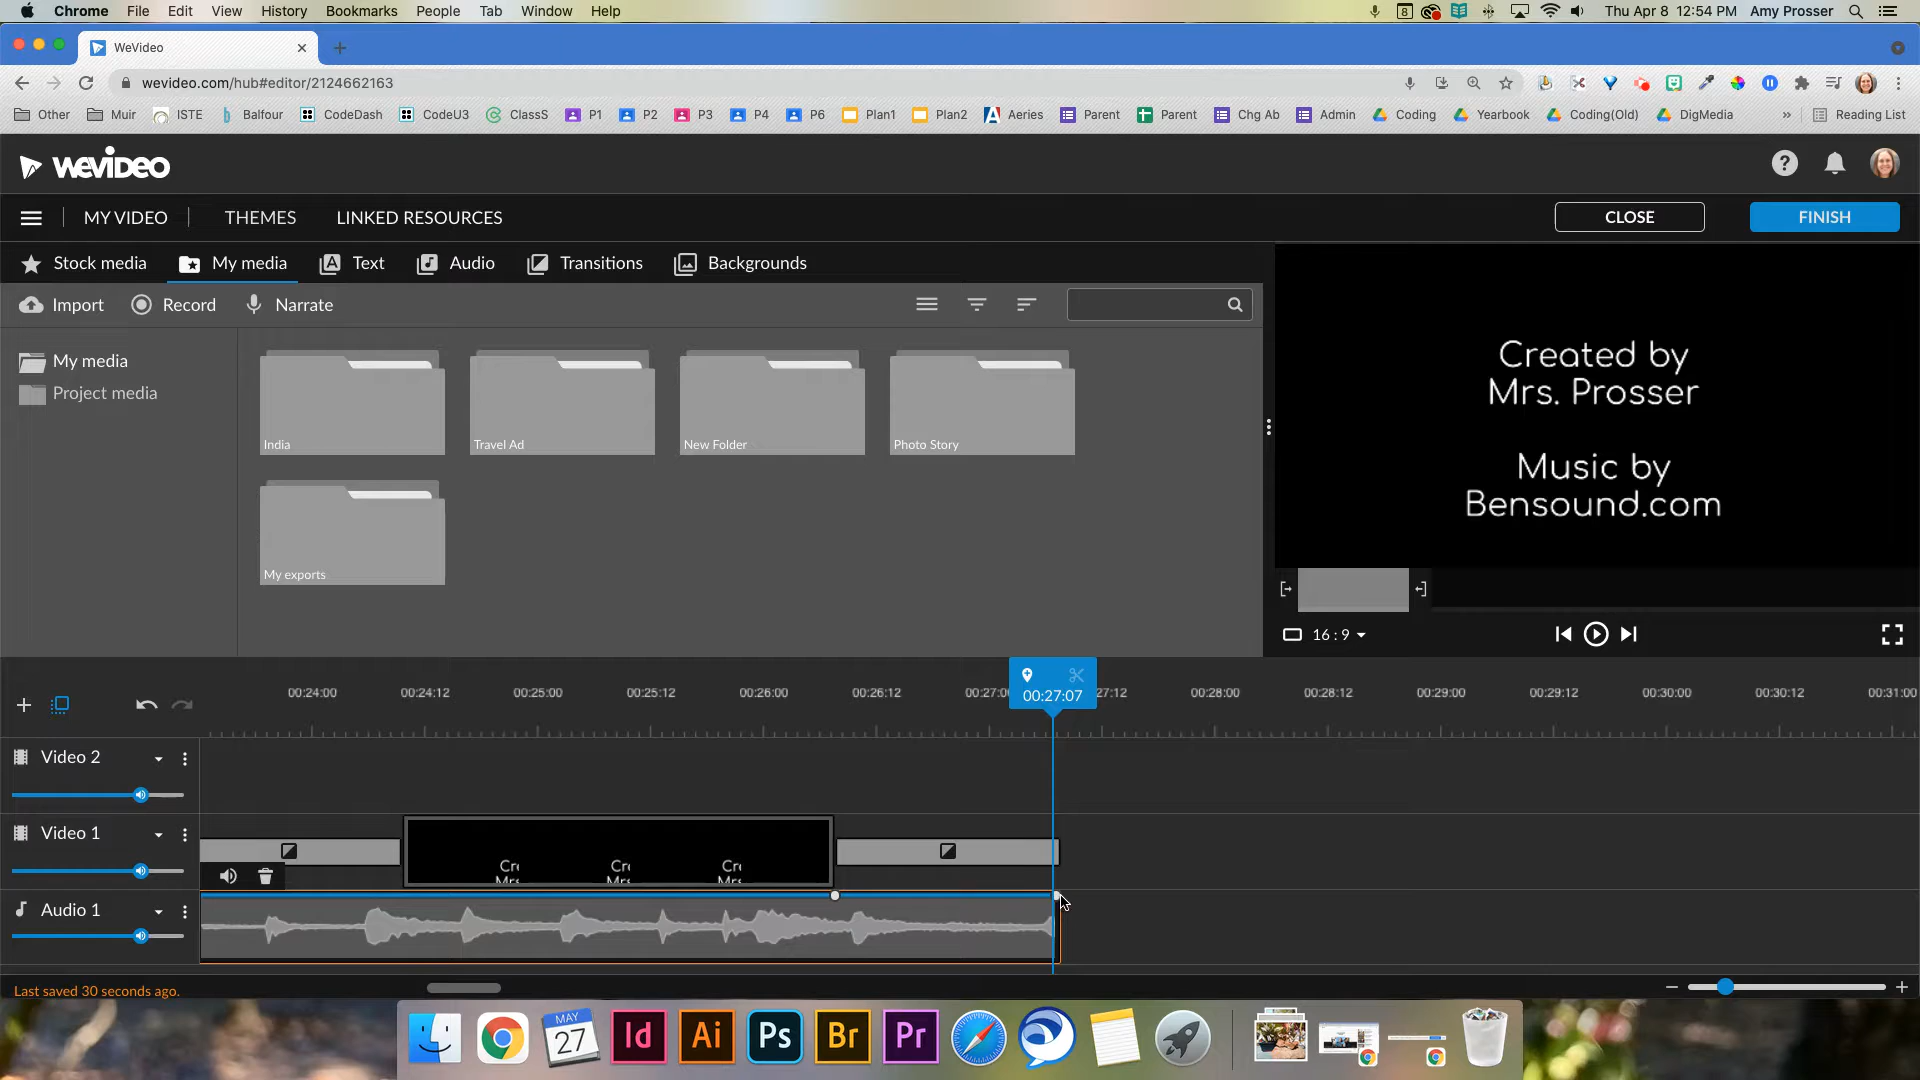 Chrome File Edit View History Bookmarks People Tab Window Help
8
Thu Apr 8 12:54 PM Amy Prosser
WeVideo
wevideo.com/hub#editor/2124662163
Other Muir ISTE Balfour CodeDash CodeU3 ClassS P1 P2 P3 P4 P6 Plan1 Plan2 Aeries Parent Parent Chg Ab Admin Coching Yearbook Coding(Old) DigMedia » Reading List
WEVIDEO
MY VIDEO THEMES LINKED RESOURCES CLOSE FINISH
Stock media My media Text Audio Transitions Backgrounds
Import Record Narrate
My media
Project media
India Travel Ad New Folder Photo Story
My exports
Created by
Mrs. Prosser
Music by
Bensound.com
16:9
00:24:00 00:24:12 00:25:00 00:25:12 00:26:00 00:26:12 00:27:0 00:27:07 27:12 00:28:00 00:28:12 00:29:00 00:29:12 00:30:00 00:30:12 00:31:00
Video 2
Video 1
Cr Cr Cr
Mrs Mrs Mrs
Audio 1
Last saved 30 seconds ago.
MAY
27
Id Ai Ps Br Pr